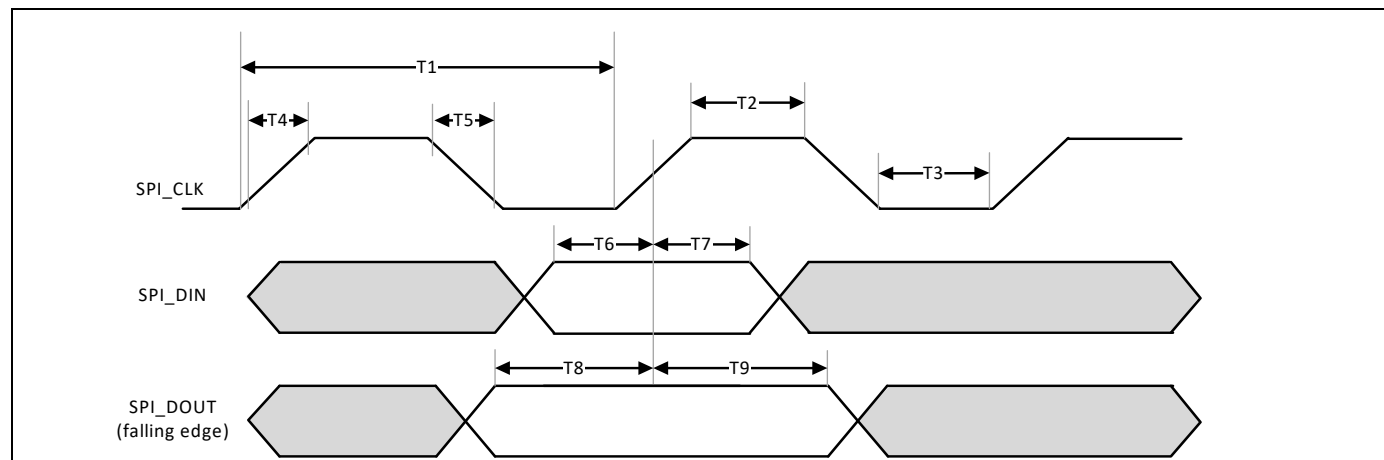 T1
T2
T4
T5
T3
SPI_CLK
T6
T7
SPI_DIN
T8
T9
SPI_DOUT
(falling edge)